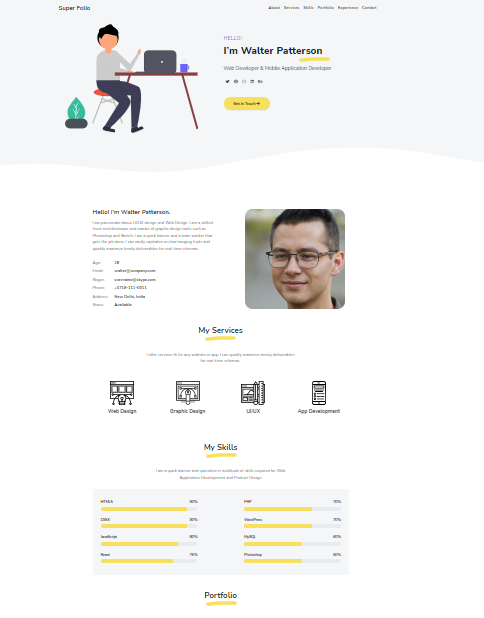 Super Folio
About Services Skills Portfolio Experience Contact
HELLO!
I'm Walter Patterson
Web Developer & Mobile Application Developer
Get In Touch
Hello! I'm Walter Patterson.
I am passionate about UI/UX design and Web Design. I am a skilled
front-end developer and master of graphic design tools such as
Photoshop and Sketch. I am a quick learner and a team worker that
gets the job done. I can easily capitalize on low hanging fruits and
quickly maximize timely deliverables for real-time schemas.
Age: 28
Email: walter@company.com
Skype: username@skype.com
Phone: +0718-111-0011
Address: New Delhi, India
Status: Available
My Services
I offer services fit for any website or app. I can quickly maximize timely deliverables
for real-time schemas.
Web Design
Graphic Design
UI/UX
App Development
My Skills
I am a quick learner and specialize in multitude of skills required for Web
Application Development and Product Design
HTML5 90%
PHP 70%
CSS3 90%
WordPress 70%
JavaScript 80%
MySQL 60%
React 75%
Photoshop 60%
Portfolio